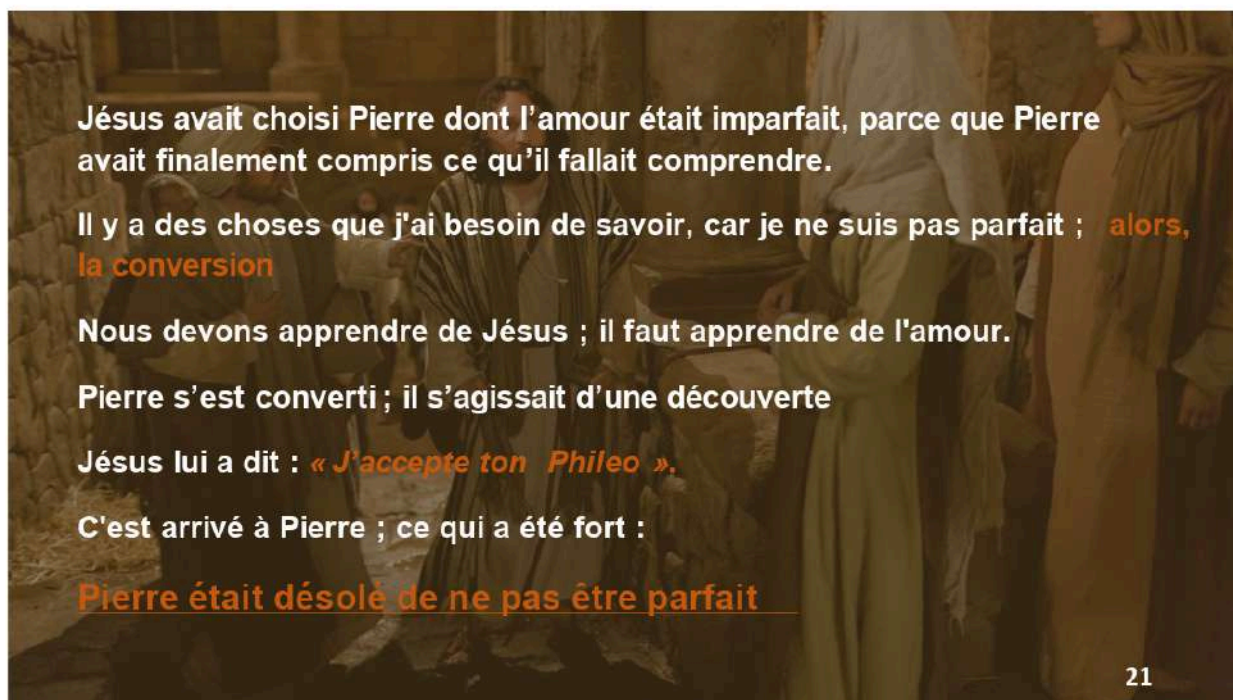 Jésus avait choisi Pierre dont l'amour était imparfait, parce que Pierre
avait finalement compris ce qu'il fallait comprendre.
Il y a des choses que j'ai besoin de savoir, car je ne suis pas parfait ; alors,
la conversion
Nous devons apprendre de Jésus ; il faut apprendre de l'amour.
Pierre s'est converti ; il s'agissait d'une découverte
Jésus lui a dit : « J'accepte ton Phileo ».
C'est arrivé à Pierre ; ce qui a été fort :
Pierre était désolé de ne pas être parfait
21